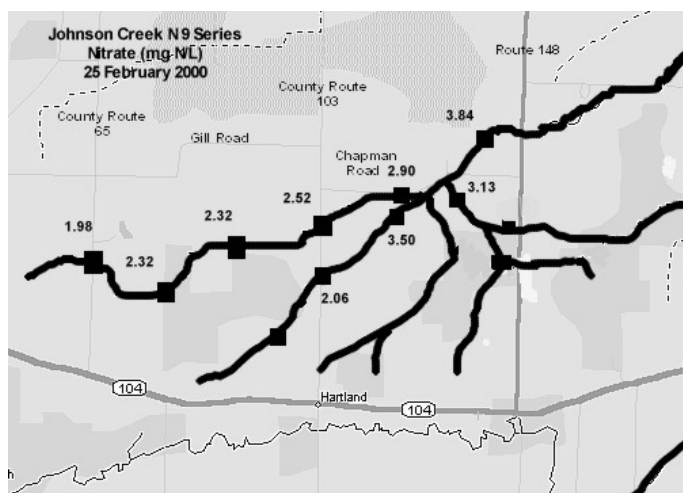 Johnson Creek N 9 Series
Nitrate (mg-N/L)
25 February 2000
Route 148
County Route
103
County Route
65
3.84
Gill Road
Chapman
Road
2.90
3.13
2.52
2.32
1.98
3.50
2.32
2.06
104
Hartland
104
h